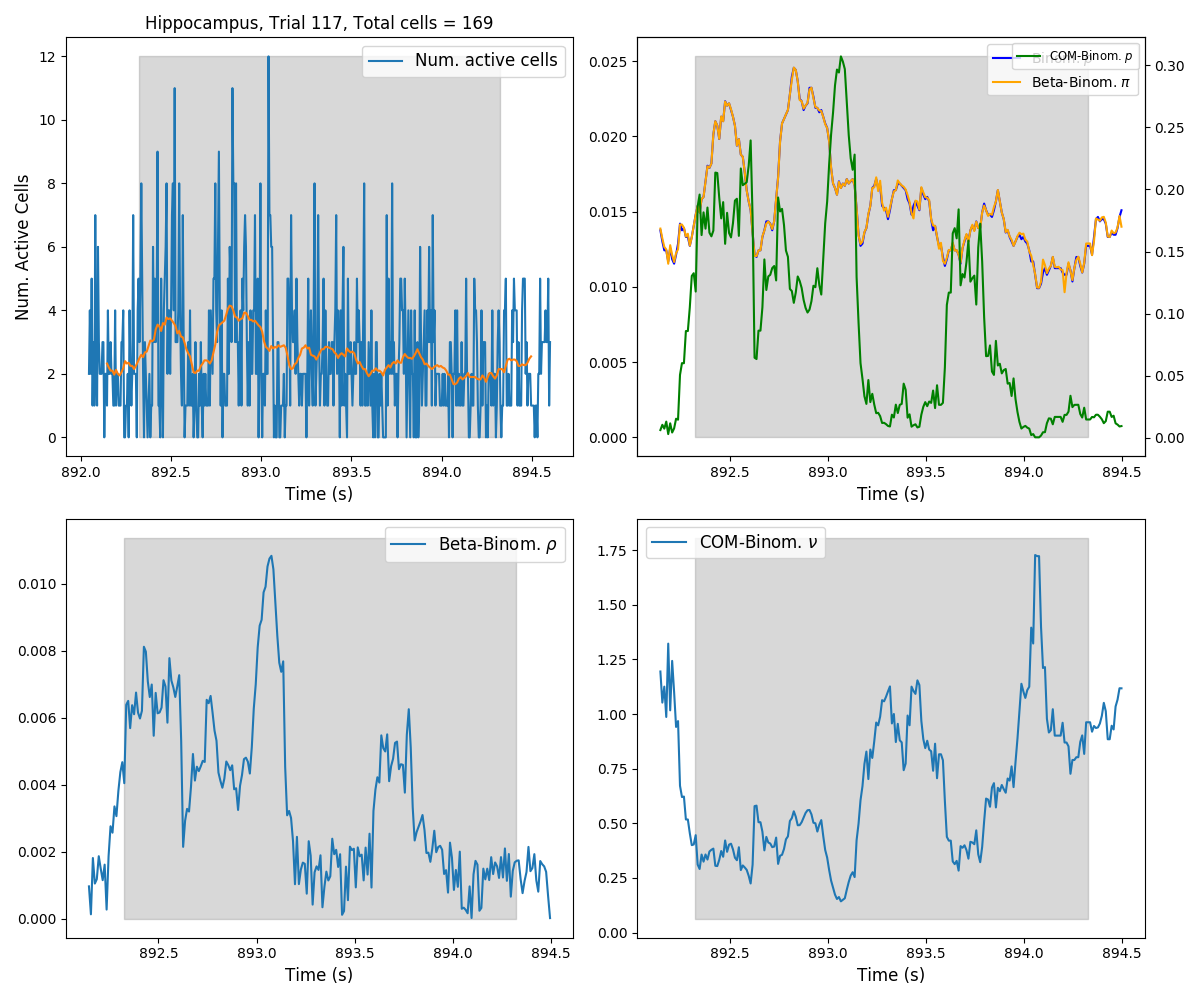 Hippocampus, Trial 117, Total cells = 169
Num. active cells
Num. Active Cells
12
10
8
6
4
2
0
892.0 892.5 893.0 893.5 894.0 894.5
Time (s)
COM-Binom. p
Beta-Binom. π
0.025
0.020
0.015
0.010
0.005
0.000
0.30
0.25
0.20
0.15
0.10
0.05
0.00
892.5 893.0 893.5 894.0 894.5
Time (s)
Beta-Binom. ρ
0.010
0.008
0.006
0.004
0.002
0.000
892.5 893.0 893.5 894.0 894.5
Time (s)
COM-Binom. ν
1.75
1.50
1.25
1.00
0.75
0.50
0.25
0.00
892.5 893.0 893.5 894.0 894.5
Time (s)